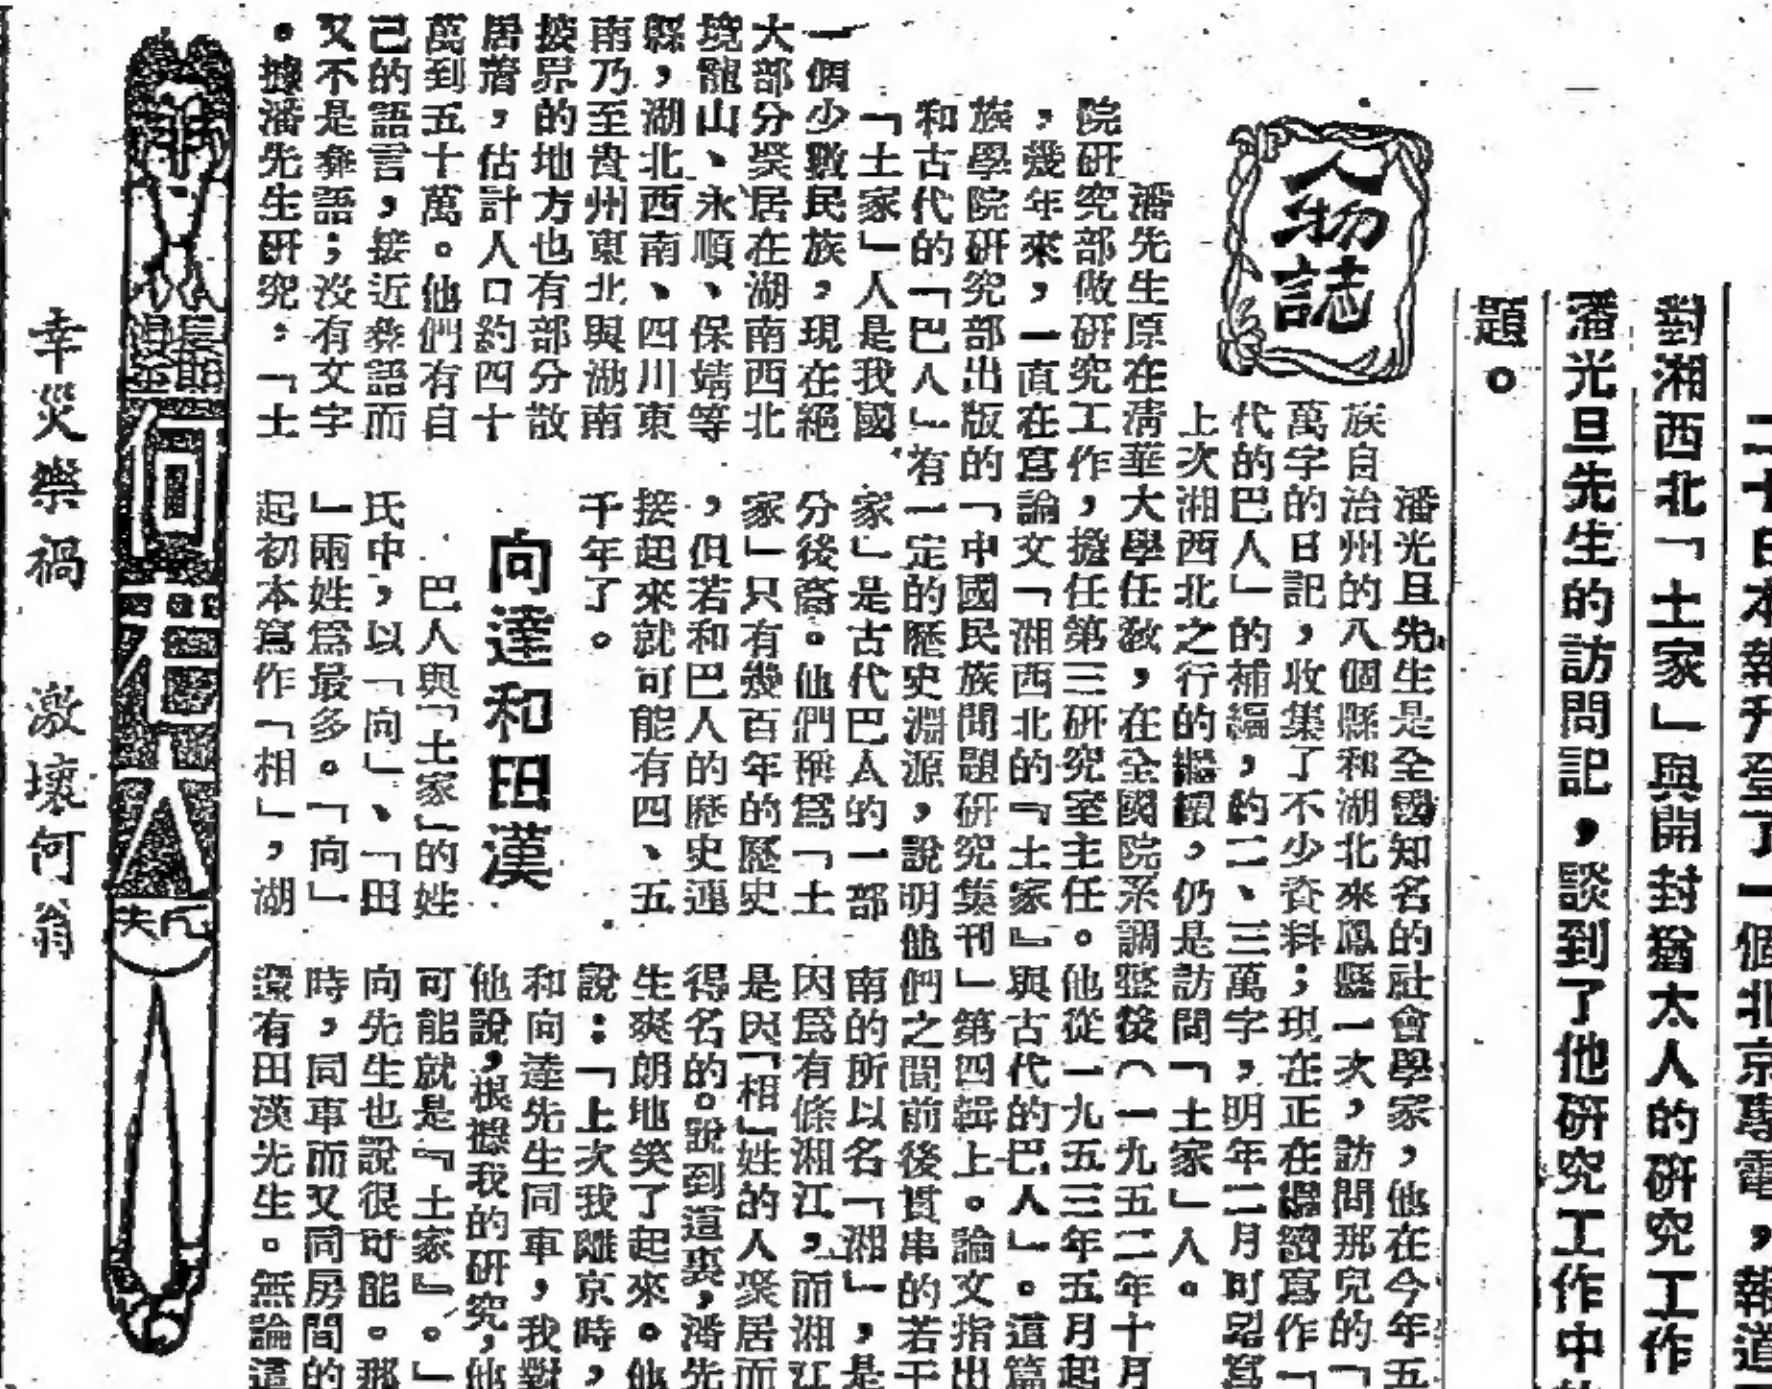 二十日本報刊登了一個北京專電,報道
對湘西北「土家」與開封猶太人的研究工作
潘光旦先生的訪問記,談到了他研究工作中
題。
人物誌
潘光旦先生是全國知名的社會學家,他在今年五
族自治州的八個縣和湖北來鳳縣一次,訪問那兒的「
萬字的日記,收集了不少資料;現在正在繼續寫作「
代的巴人」的補編,約二、三萬字,明年二月可寫
上次湘西北之行的繼續,仍是訪問「土家」人。
潘先生原在清華大學任教,在全國院系調整後(一九五二年十月
院研究部做研究工作,擔任第三研究室主任。他從一九五三年五月起
,幾年來,一直在寫論文「湘西北的『土家』與古代的巴人」。這篇
族學院研究部出版的「中國民族問題研究集刊」第四輯上。論文指出
和古代的「巴人」有一定的歷史淵源,說明他們之間前後貫串的若干
「土家」人是我國
一個少數民族,現在絕
大部分聚居在湖南西北
境龍山、永順、保靖等
縣,湖北西南、四川東
南乃至貴州東北與湖南
接界的地方也有部分散
居着,估計人口約四十
萬到五十萬。他們有自
己的語言,接近彝語而
又不是彝語;沒有文字
。據潘先生研究:「土
家」是古代巴人的一部
分後裔。他們稱爲「土
家」只有幾百年的歷史
,但若和巴人的歷史連
接起來就可能有四、五
千年了。
向達和田漢
巴人與「土家」的姓
氏中,以「向」、「田
」兩姓爲最多。「向」
起初本寫作「相」,湖
南的所以名「湘」,是
因爲有條湘江,而湘江
是因「相」姓的人聚居而
得名的。說到這裏,潘先
生爽朗地笑了起來。他
說:「上次我離京時,
和向達先生同車,我對
他說,根據我的研究,他
可能就是『土家』。」
向先生也說很可能。那
時,同車而又同房間的
還有田漢先生。無論這
何老大
幸災樂禍 激壞何翁